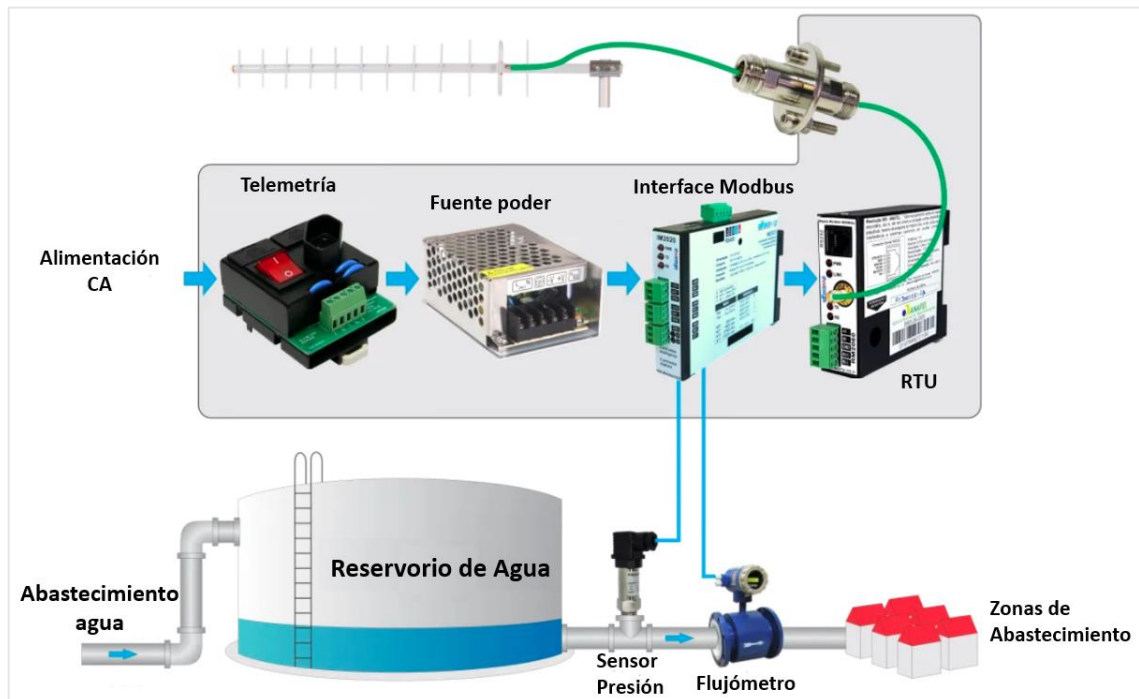 Telemetría
Fuente poder
Interface Modbus
Alimentación
CA
RTU
Reservorio de Agua
Abastecimiento
agua
Sensor
Presión
Flujómetro
Zonas de
Abastecimiento